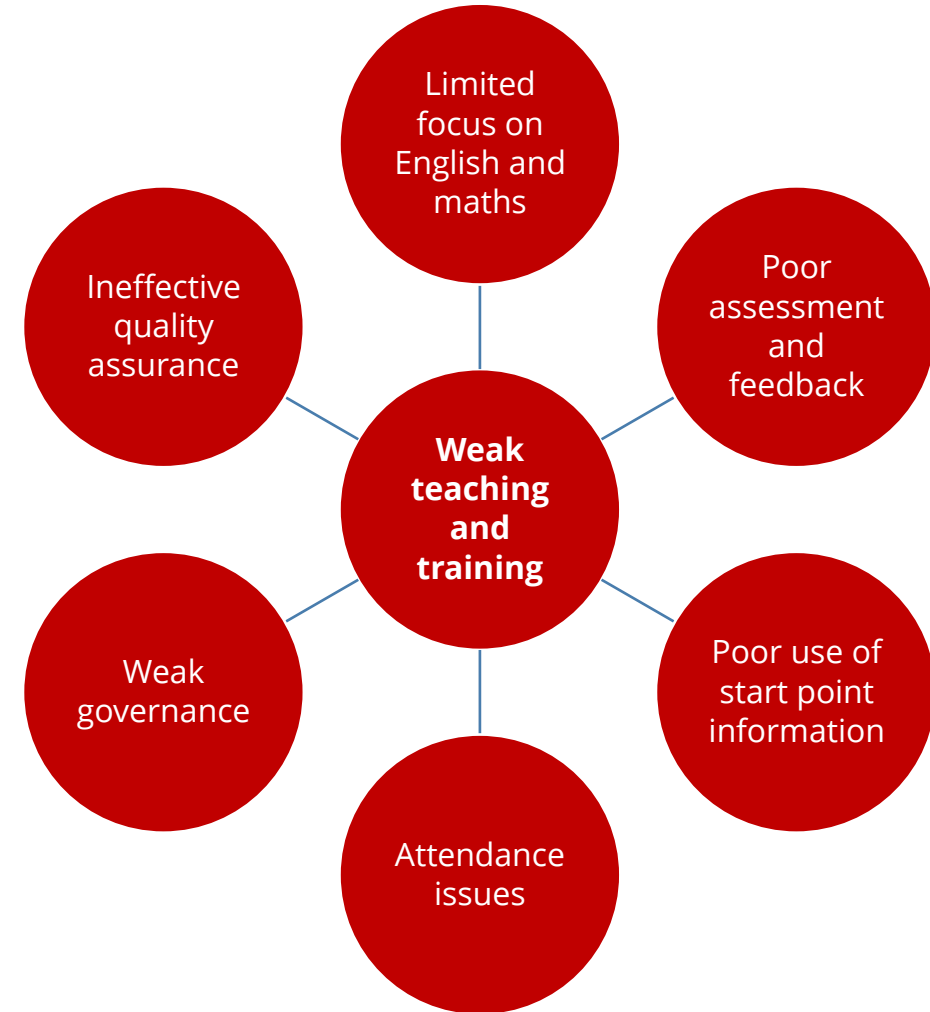 Limited
focus on
English and
maths
Poor
assessment
and
feedback
Poor use of
start point
information
Attendance
issues
Weak
governance
Ineffective
quality
assurance
Weak
teaching
and
training